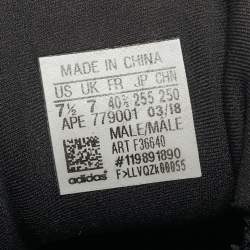 MADE IN CHINA
US UK FR JP CHN
7½ 7 40⅔ 255 250
APE 779001 03/18
MALE/MALE
ART F36640
#119891890
adidas F>LLVQZk00055